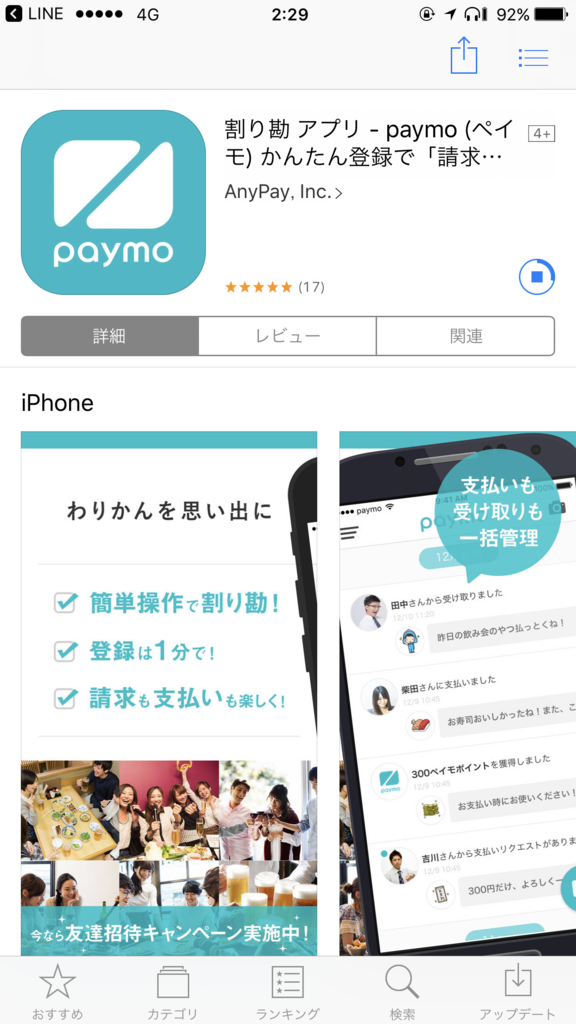 LINE
4G
2:29
92%
割り勘 アプリ - paymo (ペイ
モ) かんたん登録で「請求…
4+
AnyPay, Inc.
paymo
(17)
詳細
レビュー
関連
iPhone
わりかんを思い出に
簡単操作で割り勘！
登録は1分で！
請求も支払いも楽しく！
今なら友達招待キャンペーン実施中！
支払いも
受け取りも
一括管理
paymo
9:41 AM
田中さんから受け取りました
12/10 11:20
昨日の飲み会のやつ払っとくね！
柴田さんに支払いました
12/9 10:45
お寿司おいしかったね！また、こ
paymo
300ペイモポイントを獲得しました
12/9 10:45
お支払い時にお使いください！
吉川さんから支払いリクエストがありま
12/9 10:45
300円だけ、よろしくー
おすすめ
カテゴリ
ランキング
検索
アップデート